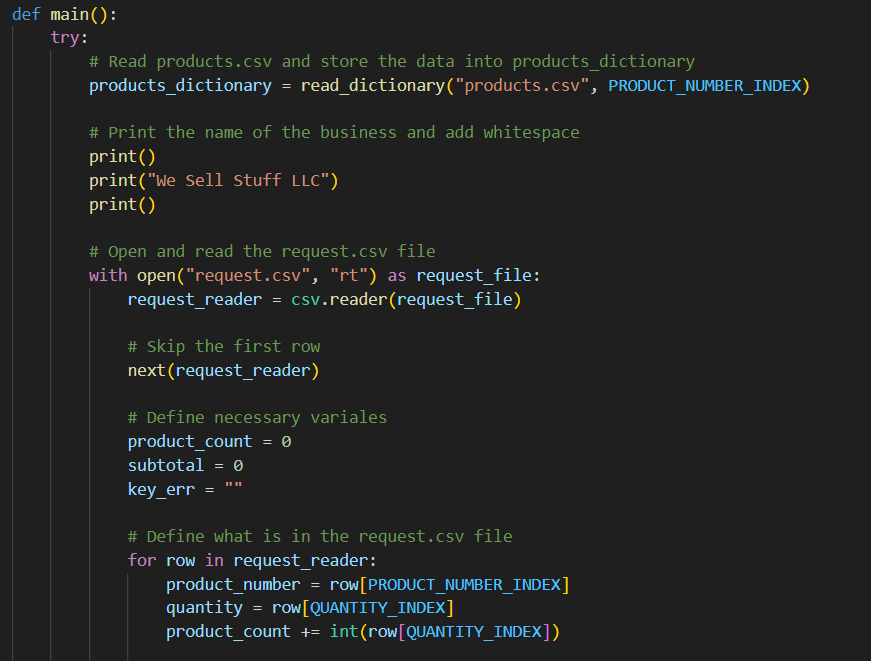 def main():
    try:
        # Read products.csv and store the data into products_dictionary
        products_dictionary = read_dictionary("products.csv", PRODUCT_NUMBER_INDEX)

        # Print the name of the business and add whitespace
        print()
        print("We Sell Stuff LLC")
        print()

        # Open and read the request.csv file
        with open("request.csv", "rt") as request_file:
            request_reader = csv.reader(request_file)

            # Skip the first row
            next(request_reader)

            # Define necessary variales
            product_count = 0
            subtotal = 0
            key_err = ""

            # Define what is in the request.csv file
            for row in request_reader:
                product_number = row[PRODUCT_NUMBER_INDEX]
                quantity = row[QUANTITY_INDEX]
                product_count += int(row[QUANTITY_INDEX])